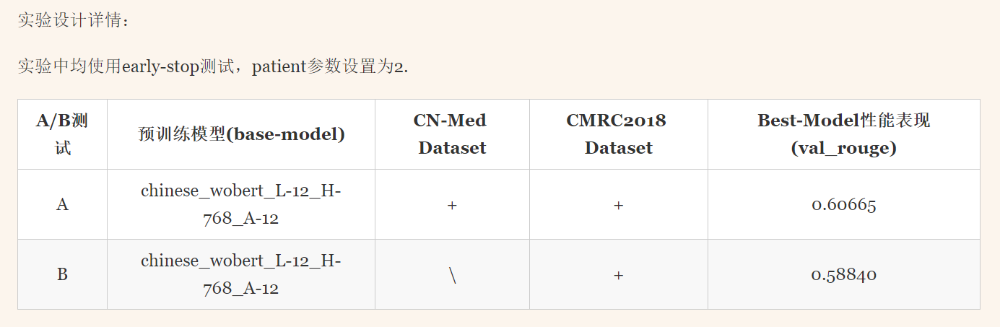 实验设计详情：
实验中均使用early-stop测试，patient参数设置为2.
A/B测
试
预训练模型(base-model)
CN-Med
Dataset
CMRC2018
Dataset
Best-Model性能表现
(val_rouge)
A
chinese_wobert_L-12_H-
768_A-12
+
+
0.60665
B
chinese_wobert_L-12_H-
768_A-12
\
+
0.58840